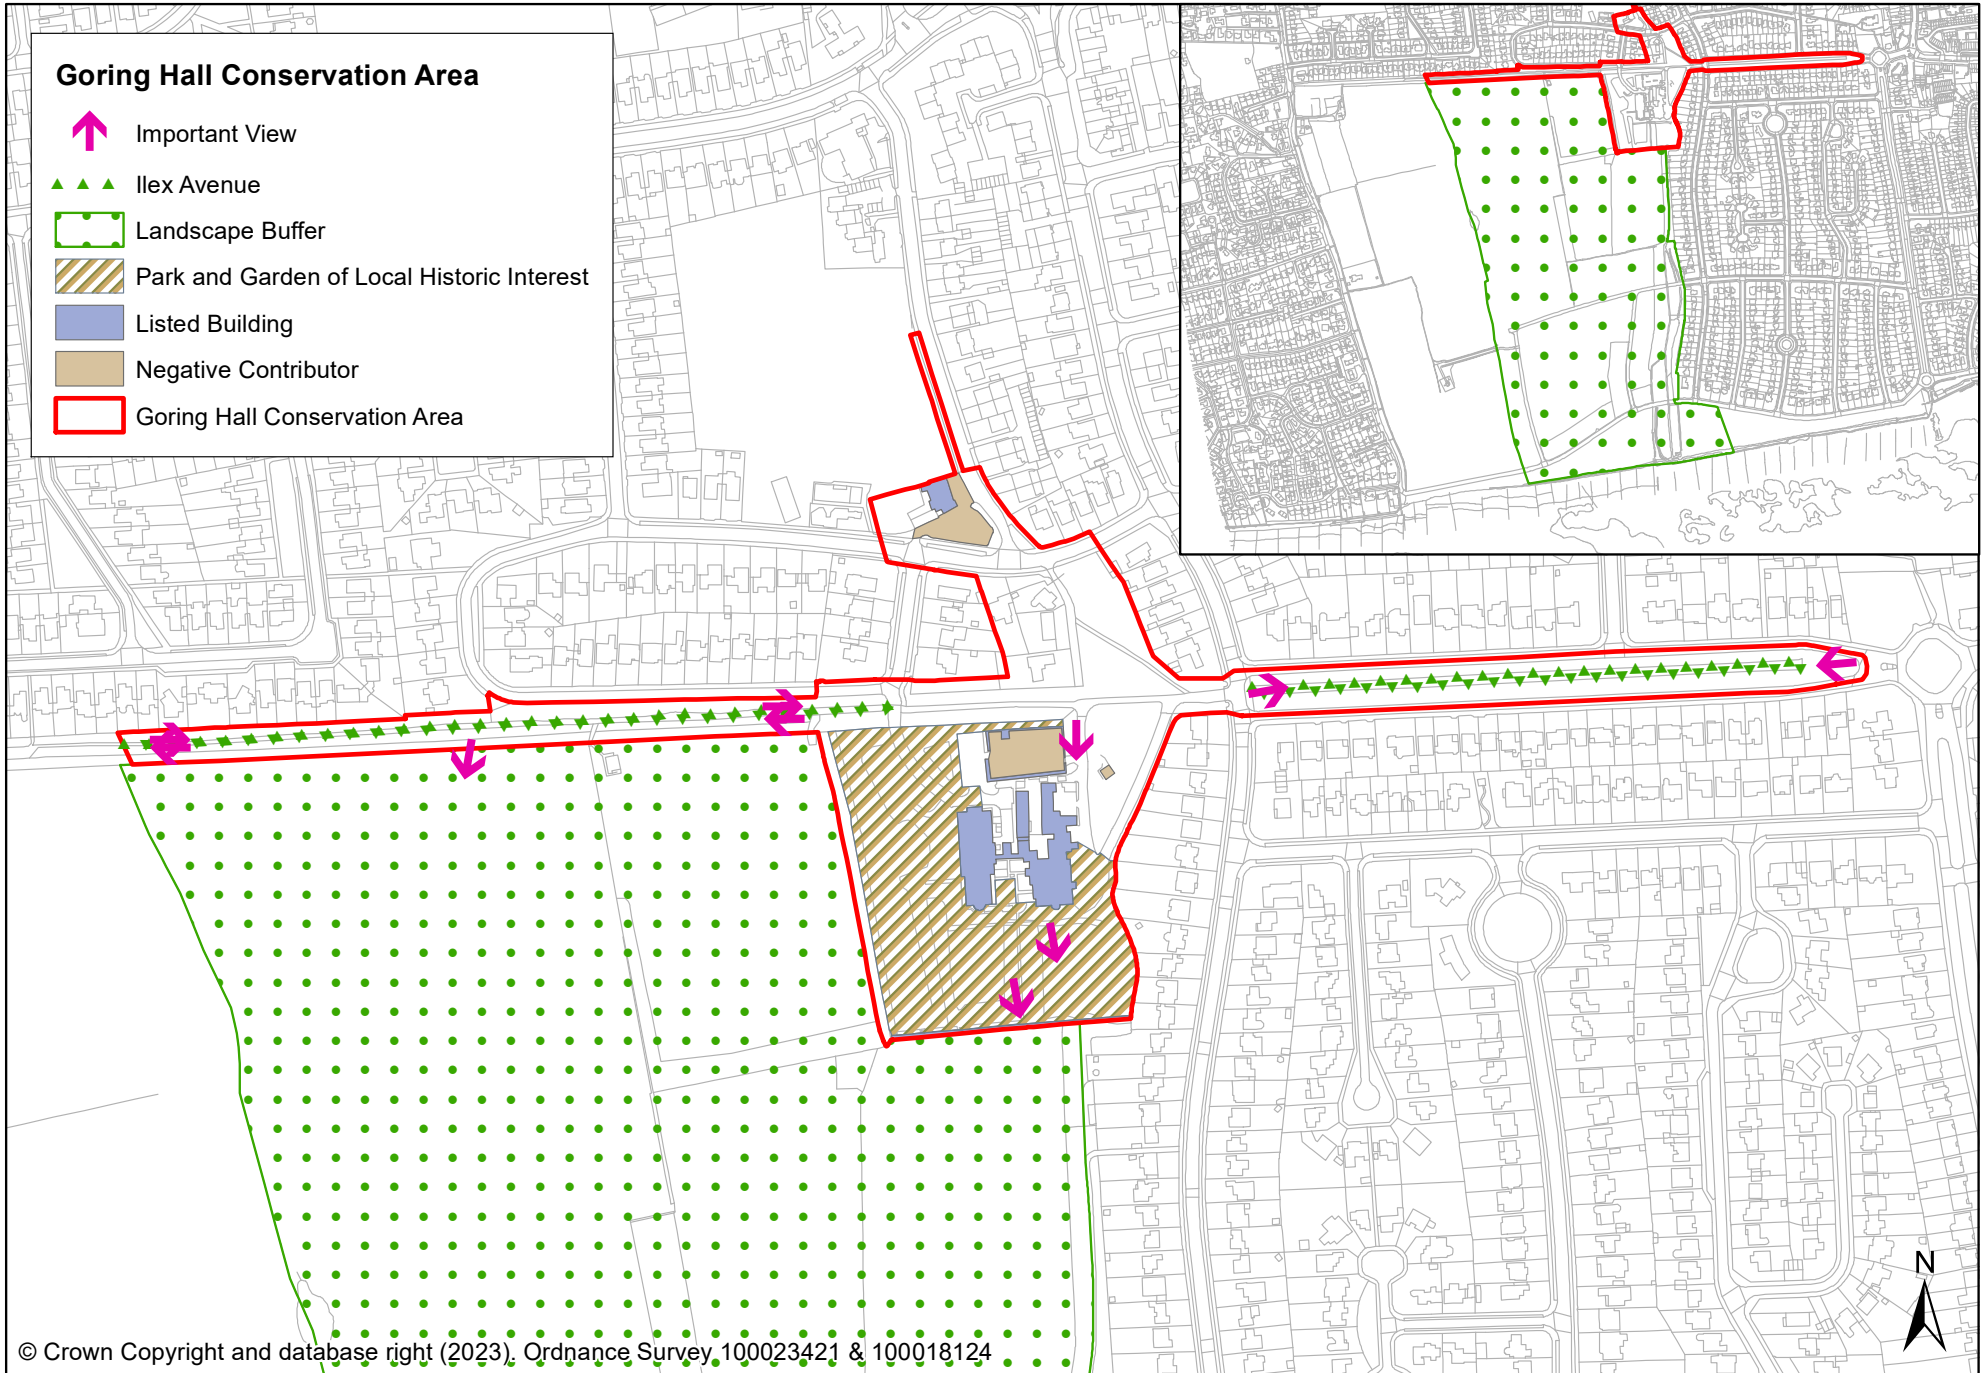 Goring Hall Conservation Area
Important View
Ilex Avenue
Landscape Buffer
Park and Garden of Local Historic Interest
Listed Building
Negative Contributor
Goring Hall Conservation Area
N
© Crown Copyright and database right (2023). Ordnance Survey 100023421 & 100018124